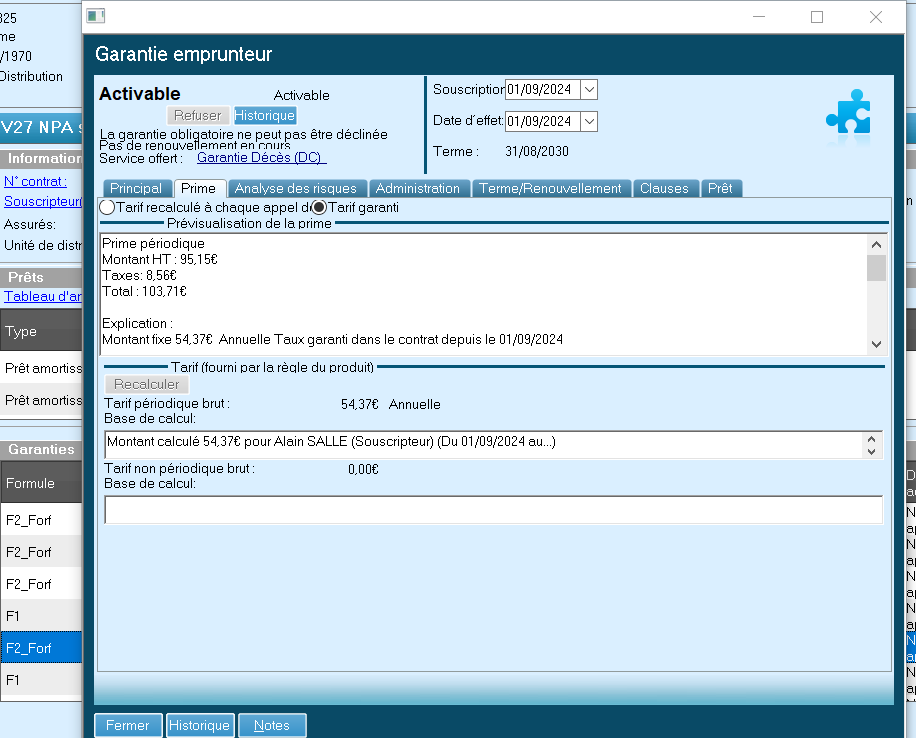 325
me
/1970
Distribution
V27 NPA s
Information
N° contrat :
Souscripteur(
Assurés:
Unité de distr
Prêts
Tableau d'ar
Type
Prêt amortiss
Prêt amortiss
Garanties
Formule
F2_Forf
F2_Forf
F2_Forf
F1
F2_Forf
F1
Garantie emprunteur
Activable
Activable
Refuser
Historique
La garantie obligatoire ne peut pas être déclinée
Pas de renouvellement en cours
Service offert : Garantie Décès (DC)
Souscription 01/09/2024
Date d'effet: 01/09/2024
Terme : 31/08/2030
Principal Prime Analyse des risques Administration Terme/Renouvellement Clauses Prêt
Tarif recalculé à chaque appel de Tarif garanti
Prévisualisation de la prime
Prime périodique
Montant HT : 95,15€
Taxes: 8,56€
Total : 103,71€
Explication :
Montant fixe 54,37€ Annuelle Taux garanti dans le contrat depuis le 01/09/2024
Tarif (fourni par la règle du produit)
Recalculer
Tarif périodique brut : 54,37€ Annuelle
Base de calcul:
Montant calculé 54,37€ pour Alain SALLE (Souscripteur) (Du 01/09/2024 au...)
Tarif non périodique brut : 0,00€
Base de calcul:
Fermer Historique Notes